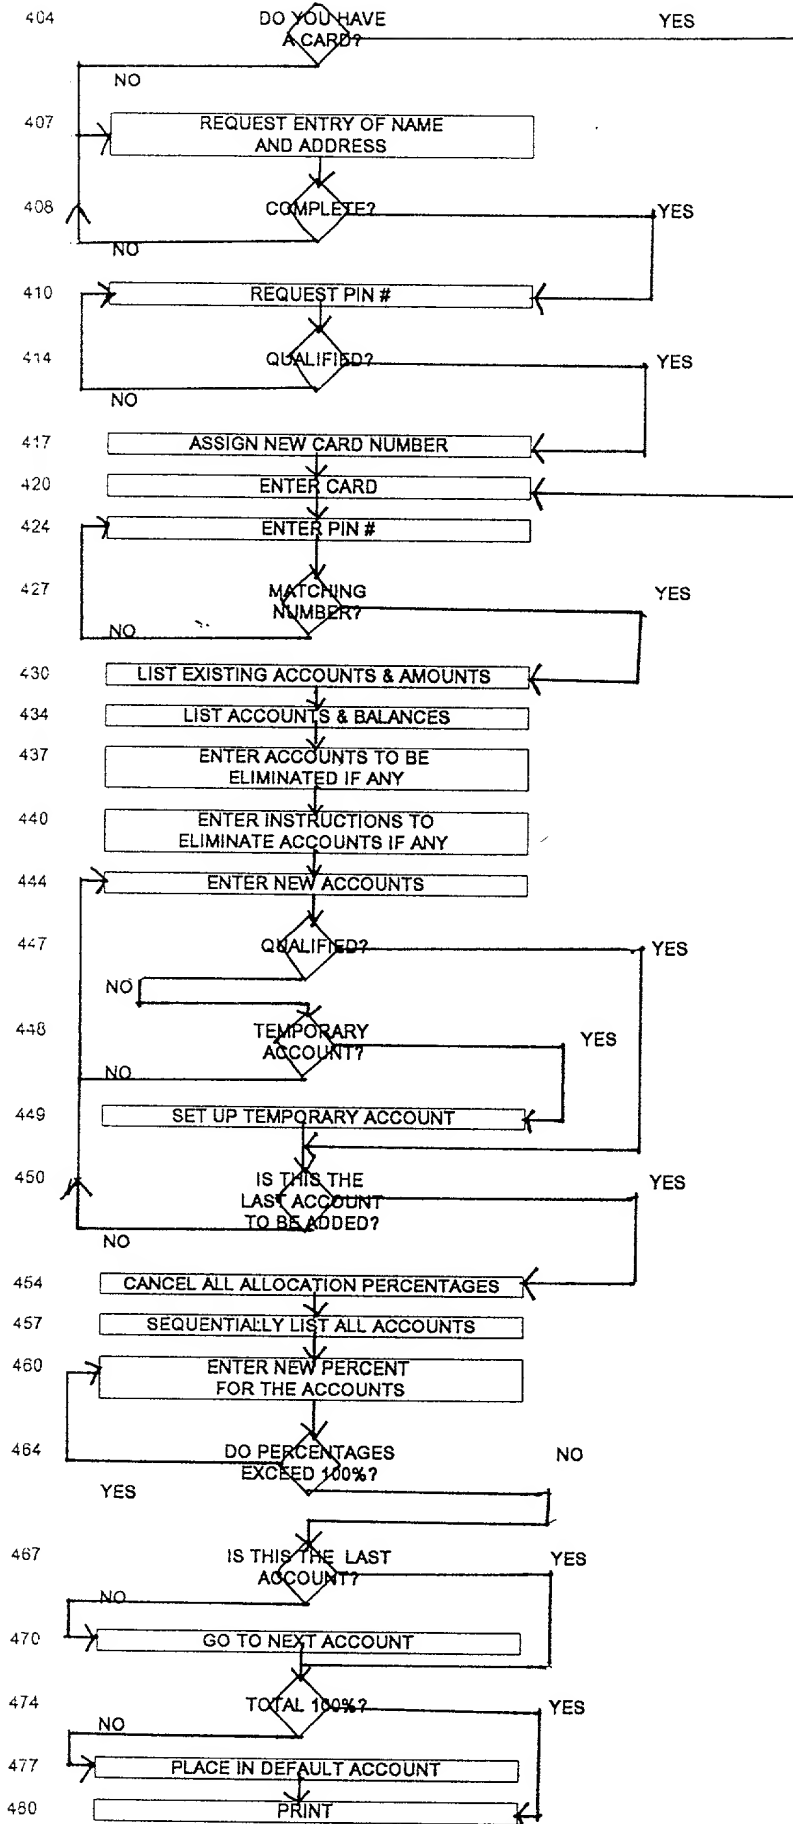 404 DO YOU HAVE YES
A CARD?
NO
407 REQUEST ENTRY OF NAME
AND ADDRESS
408 COMPLETE? YES
NO
410 REQUEST PIN #
414 QUALIFIED? YES
NO
417 ASSIGN NEW CARD NUMBER
420 ENTER CARD
424 ENTER PIN #
427 MATCHING YES
NUMBER?
NO
430 LIST EXISTING ACCOUNTS & AMOUNTS
434 LIST ACCOUNTS & BALANCES
437 ENTER ACCOUNTS TO BE
ELIMINATED IF ANY
440 ENTER INSTRUCTIONS TO
ELIMINATE ACCOUNTS IF ANY
444 ENTER NEW ACCOUNTS
447 QUALIFIED? YES
NO
448 TEMPORARY YES
ACCOUNT?
NO
449 SET UP TEMPORARY ACCOUNT
450 IS THIS THE YES
LAST ACCOUNT
TO BE ADDED?
NO
454 CANCEL ALL ALLOCATION PERCENTAGES
457 SEQUENTIALLY LIST ALL ACCOUNTS
460 ENTER NEW PERCENT
FOR THE ACCOUNTS
464 DO PERCENTAGES NO
EXCEED 100%?
YES
467 IS THIS THE LAST YES
ACCOUNT?
NO
470 GO TO NEXT ACCOUNT
474 TOTAL 100%? YES
NO
477 PLACE IN DEFAULT ACCOUNT
480 PRINT